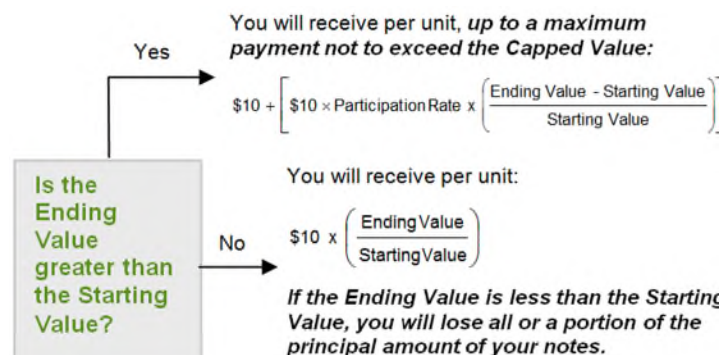 You will receive per unit, up to a maximum
payment not to exceed the Capped Value:
Yes
$10 + [ $10 × Participation Rate x ( Ending Value - Starting Value
Starting Value ) ]
Is the
Ending
Value
greater than
the Starting
Value?
No
You will receive per unit:
$10 x ( Ending Value
Starting Value )
If the Ending Value is less than the Starting
Value, you will lose all or a portion of the
principal amount of your notes.